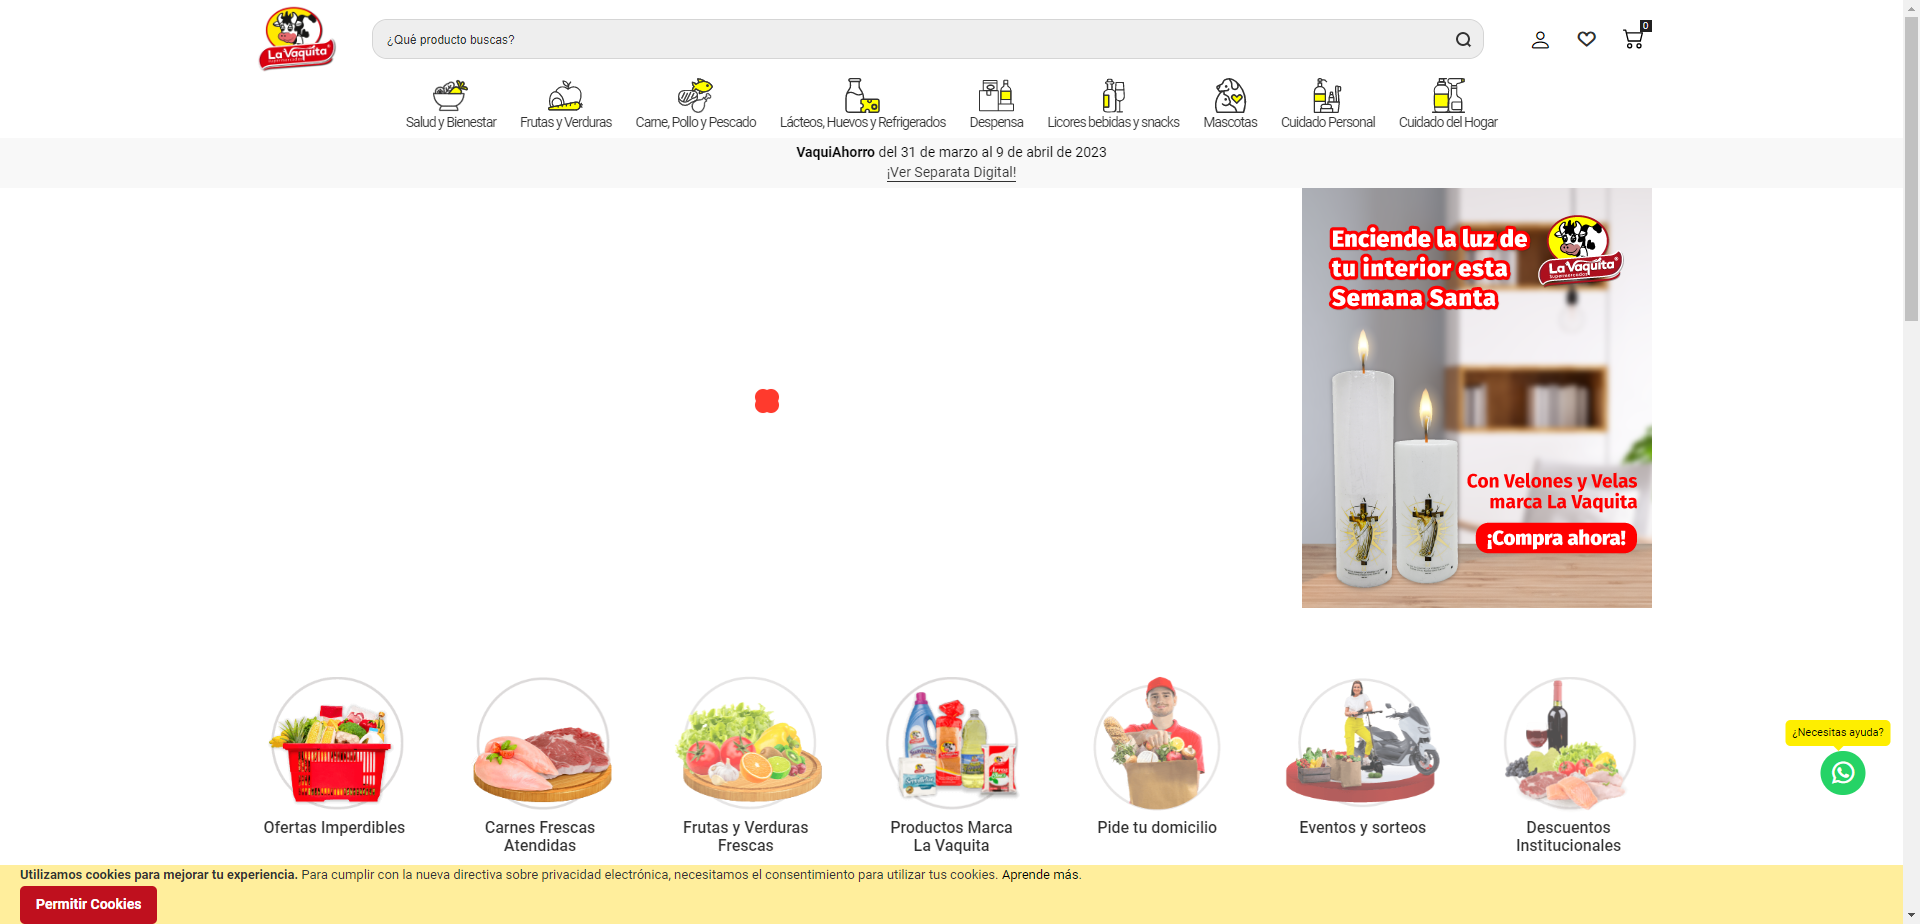 La Vaquita
Supermercados
¿Qué producto buscas?
0
Salud y Bienestar
Frutas y Verduras
Carne, Pollo y Pescado
Lácteos, Huevos y Refrigerados
Despensa
Licores bebidas y snacks
Mascotas
Cuidado Personal
Cuidado del Hogar
VaquiAhorro del 31 de marzo al 9 de abril de 2023
¡Ver Separata Digital!
Enciende la luz de
tu interior esta
Semana Santa
La Vaquita
Supermercados
Con Velones y Velas
marca La Vaquita
¡Compra ahora!
Ofertas Imperdibles
Carnes Frescas
Atendidas
Frutas y Verduras
Frescas
Productos Marca
La Vaquita
Pide tu domicilio
Eventos y sorteos
Descuentos
Institucionales
¿Necesitas ayuda?
Utilizamos cookies para mejorar tu experiencia. Para cumplir con la nueva directiva sobre privacidad electrónica, necesitamos el consentimiento para utilizar tus cookies. Aprende más.
Permitir Cookies